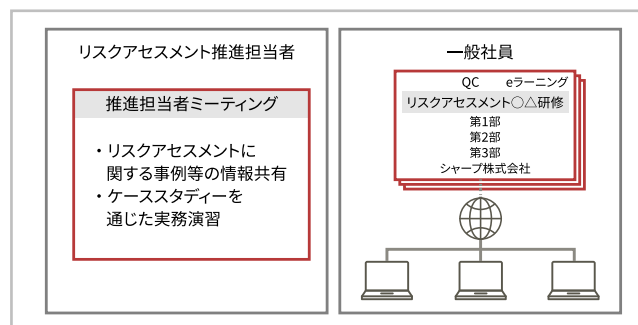 リスクアセスメント推進担当者
推進担当者ミーティング
・リスクアセスメントに
関する事例等の情報共有
・ケーススタディーを
通じた実務演習
一般社員
QC eラーニング
リスクアセスメント○△研修
第1部
第2部
第3部
シャープ株式会社